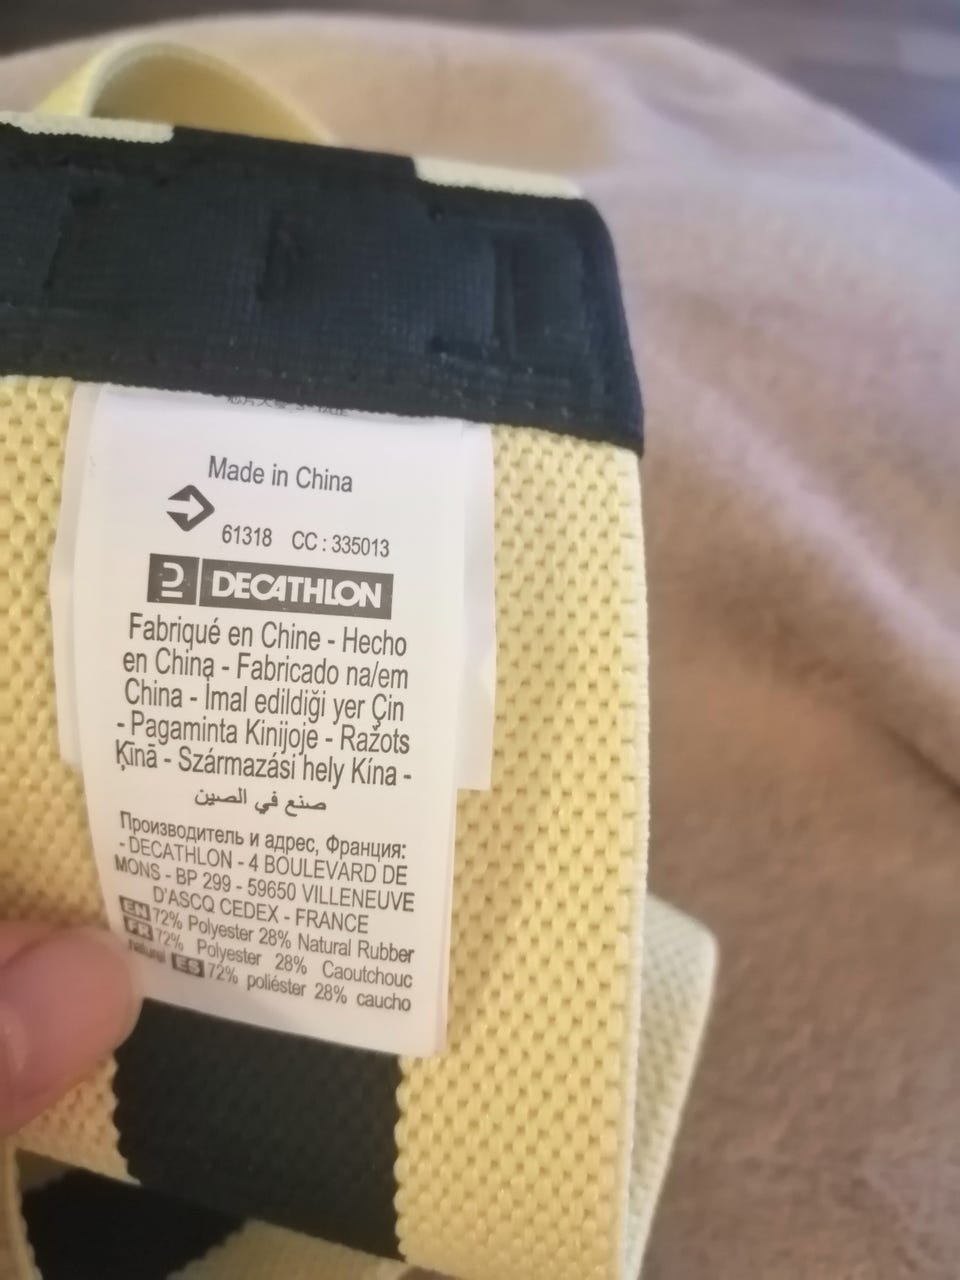 Made in China
61318 CC : 335013
DECATHLON
Fabriqué en Chine - Hecho
en China - Fabricado na/em
China - İmal edildiği yer Çin
- Pagaminta Kinijoje - Ražots
Ķīnā - Származási hely Kína -
صنع في الصين
Производитель и адрес, Франция:
- DECATHLON - 4 BOULEVARD DE
MONS - BP 299 - 59650 VILLENEUVE
D'ASCQ CEDEX - FRANCE
EN 72% Polyester 28% Natural Rubber
FR 72% Polyester 28% Caoutchouc
naturel ES 72% poliéster 28% caucho